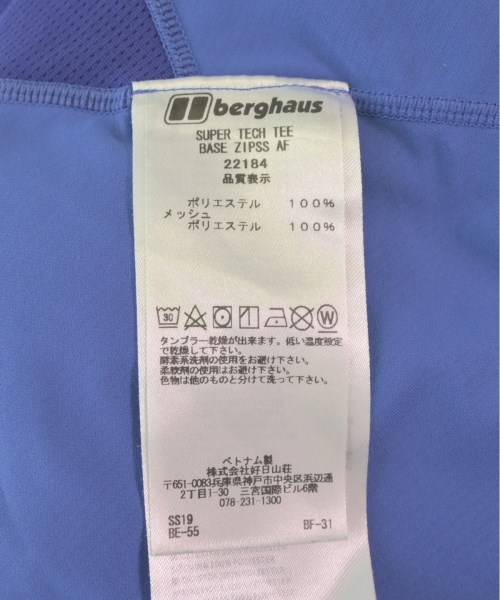 berghaus
SUPER TECH TEE
BASE ZIPSS AF
22184
品質表示
ポリエステル 100%
メッシュ
ポリエステル 100%
30
タンブラー乾燥が出来ます。低い温度設定
で乾燥して下さい。
酵素系洗剤の使用をお避け下さい。
柔軟剤の使用はお避け下さい。
色物は他のものと分けて洗って下さい。
ベトナム製
株式会社好日山荘
〒651-0083兵庫県神戸市中央区浜辺通
2丁目1-30 三宮国際ビル6階
078-231-1300
SS19
BE-55 BF-31